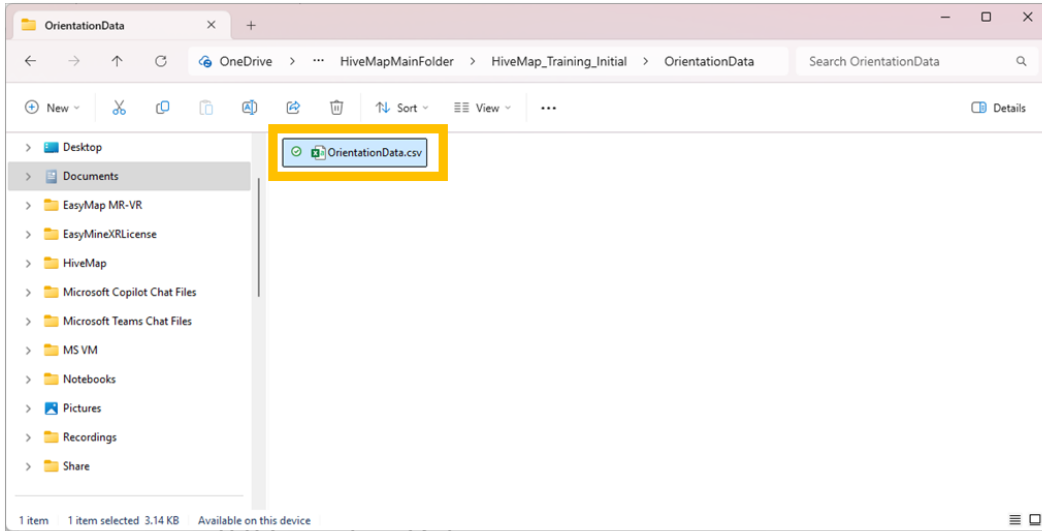 OrientationData
OneDrive > ... HiveMapMainFolder > HiveMap_Training_Initial > OrientationData
Search OrientationData
New
Sort
View
...
Details
Desktop
OrientationData.csv
Documents
EasyMap MR-VR
EasyMineXRLicense
HiveMap
Microsoft Copilot Chat Files
Microsoft Teams Chat Files
MS VM
Notebooks
Pictures
Recordings
Share
1 item 1 item selected 3.14 KB Available on this device